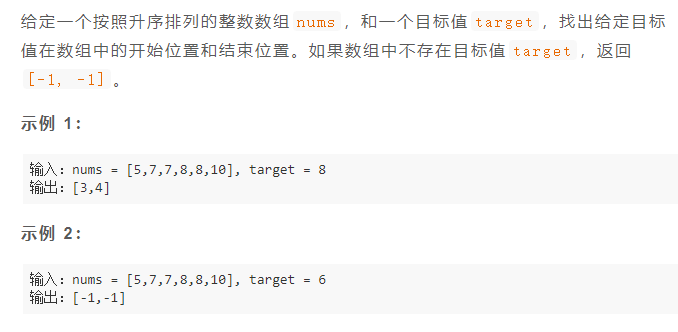 给定一个按照升序排列的整数数组 nums ，和一个目标值 target ，找出给定目标
值在数组中的开始位置和结束位置。如果数组中不存在目标值 target ，返回
[-1, -1] 。
示例 1：
输入：nums = [5,7,7,8,8,10], target = 8
输出：[3,4]
示例 2：
输入：nums = [5,7,7,8,8,10], target = 6
输出：[-1,-1]